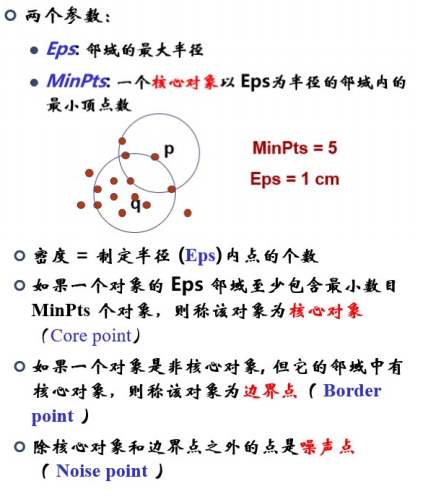 两个参数：
Eps: 邻域的最大半径
MinPts: 一个核心对象以 Eps为半径的邻域内的
最小顶点数
p
MinPts = 5
Eps = 1 cm
q
密度 = 制定半径 (Eps)内点的个数
如果一个对象的 Eps 邻域至少包含最小数目
MinPts 个对象，则称该对象为核心对象
（Core point）
如果一个对象是非核心对象, 但它的邻域中有
核心对象，则称该对象为边界点（ Border
point ）
除核心对象和边界点之外的点是噪声点
（ Noise point ）